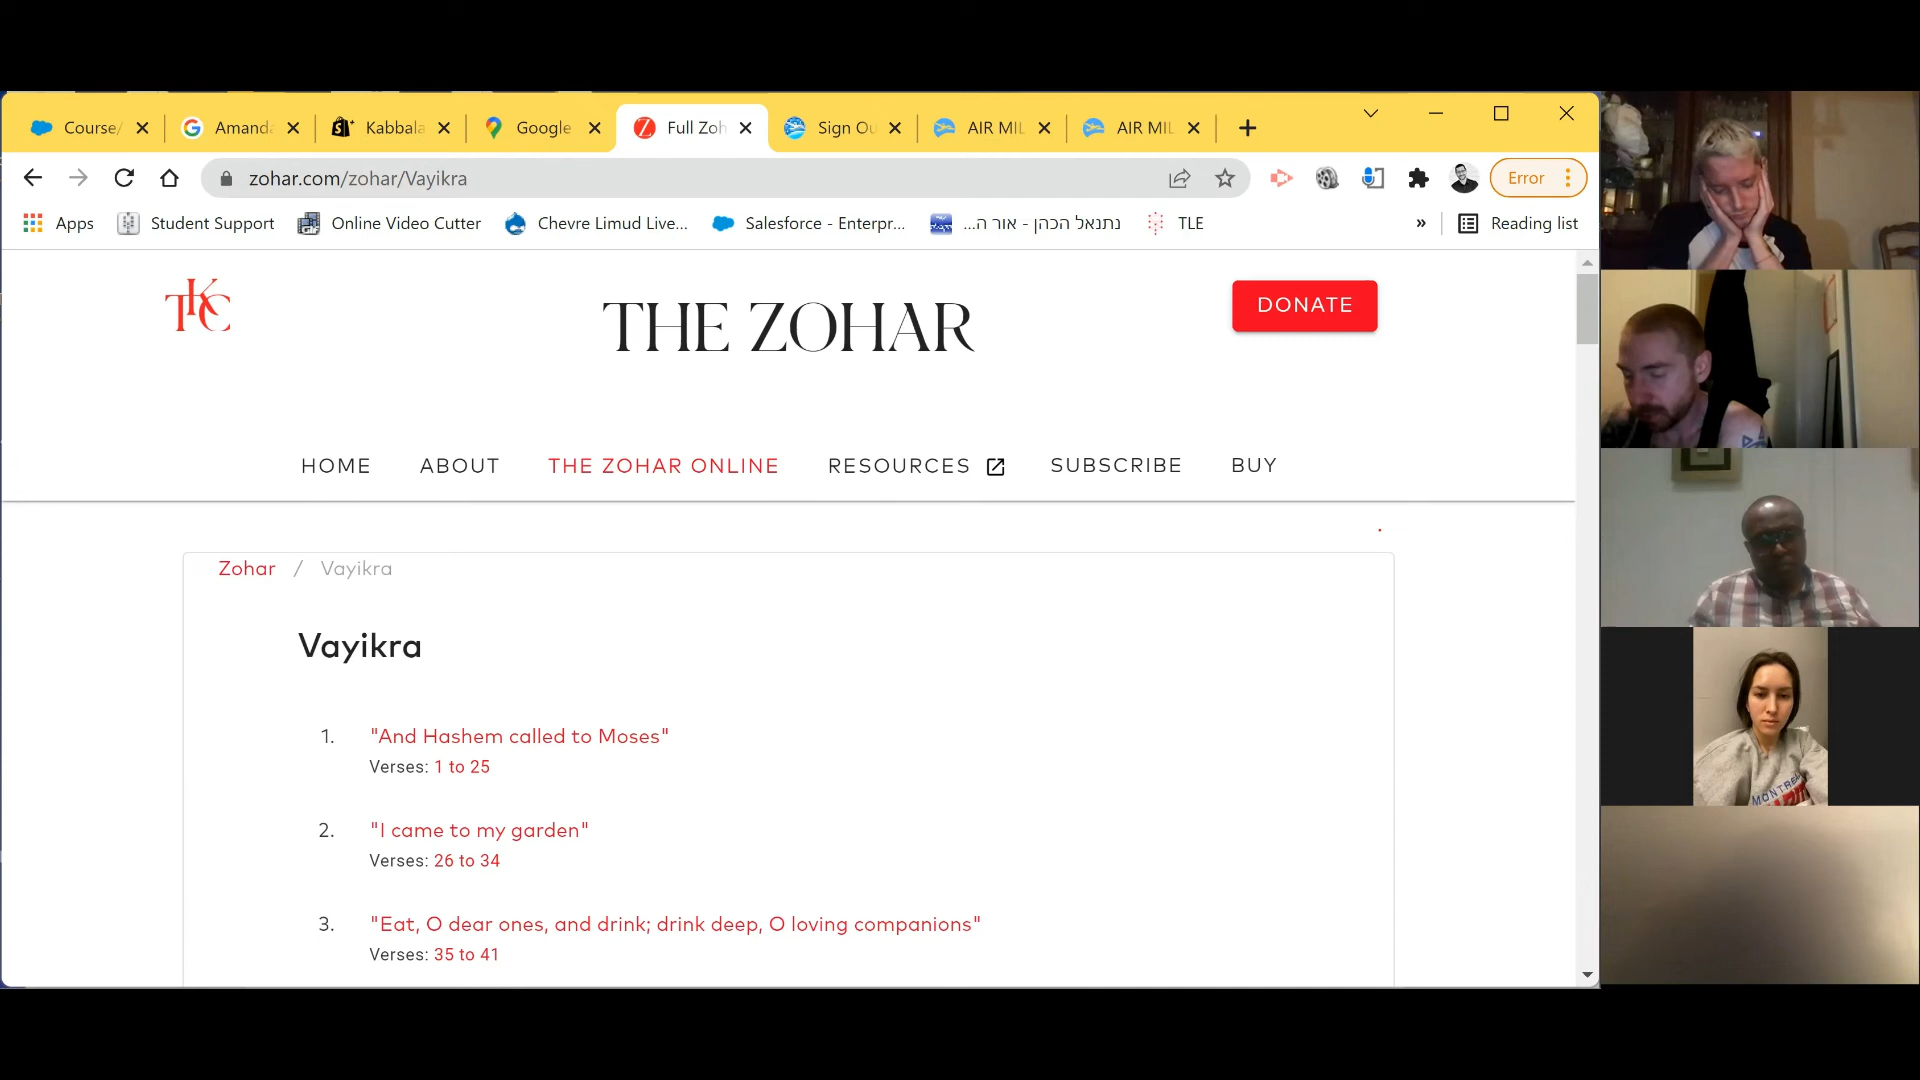 Course/
Amanda
Kabbala
Google
Full Zoh
Sign Ou
AIR MIL
AIR MIL
zohar.com/zohar/Vayikra
Error
Apps
Student Support
Online Video Cutter
Chevre Limud Live...
Salesforce - Enterpr...
נתנאל הכהן - אור ה...
TLE
»
Reading list
TKC
THE ZOHAR
DONATE
HOME
ABOUT
THE ZOHAR ONLINE
RESOURCES
SUBSCRIBE
BUY
Zohar / Vayikra
Vayikra
1. "And Hashem called to Moses"
Verses: 1 to 25
2. "I came to my garden"
Verses: 26 to 34
3. "Eat, O dear ones, and drink; drink deep, O loving companions"
Verses: 35 to 41